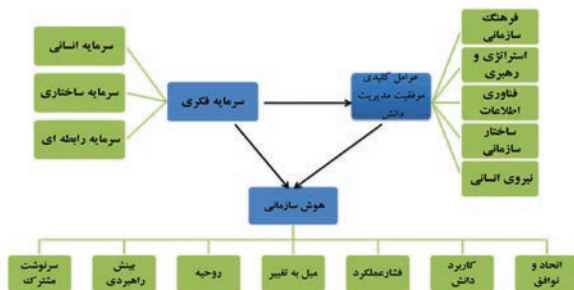 فرهنگ
سازمانی
استراتژی و
رهبری
فناوری
اطلاعات
ساختار
سازمانی
نیروی انسانی
عوامل کلیدی
موفقیت مدیریت
دانش
سرمایه فکری
سرمایه انسانی
سرمایه ساختاری
سرمایه رابطه ای
هوش سازمانی
اتحاد و
توافق
کاربرد
دانش
فشارعملکرد
میل به تغییر
روحیه
بینش
راهبردی
سرنوشت
مشترک